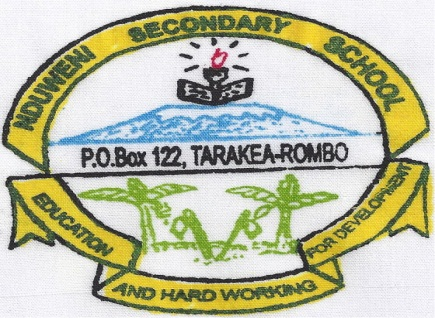 NDUWENI SECONDARY SCHOOL
P.O.Box 122, TARAKEA-ROMBO
EDUCATION
AND HARD WORKING
FOR DEVELOPMENT